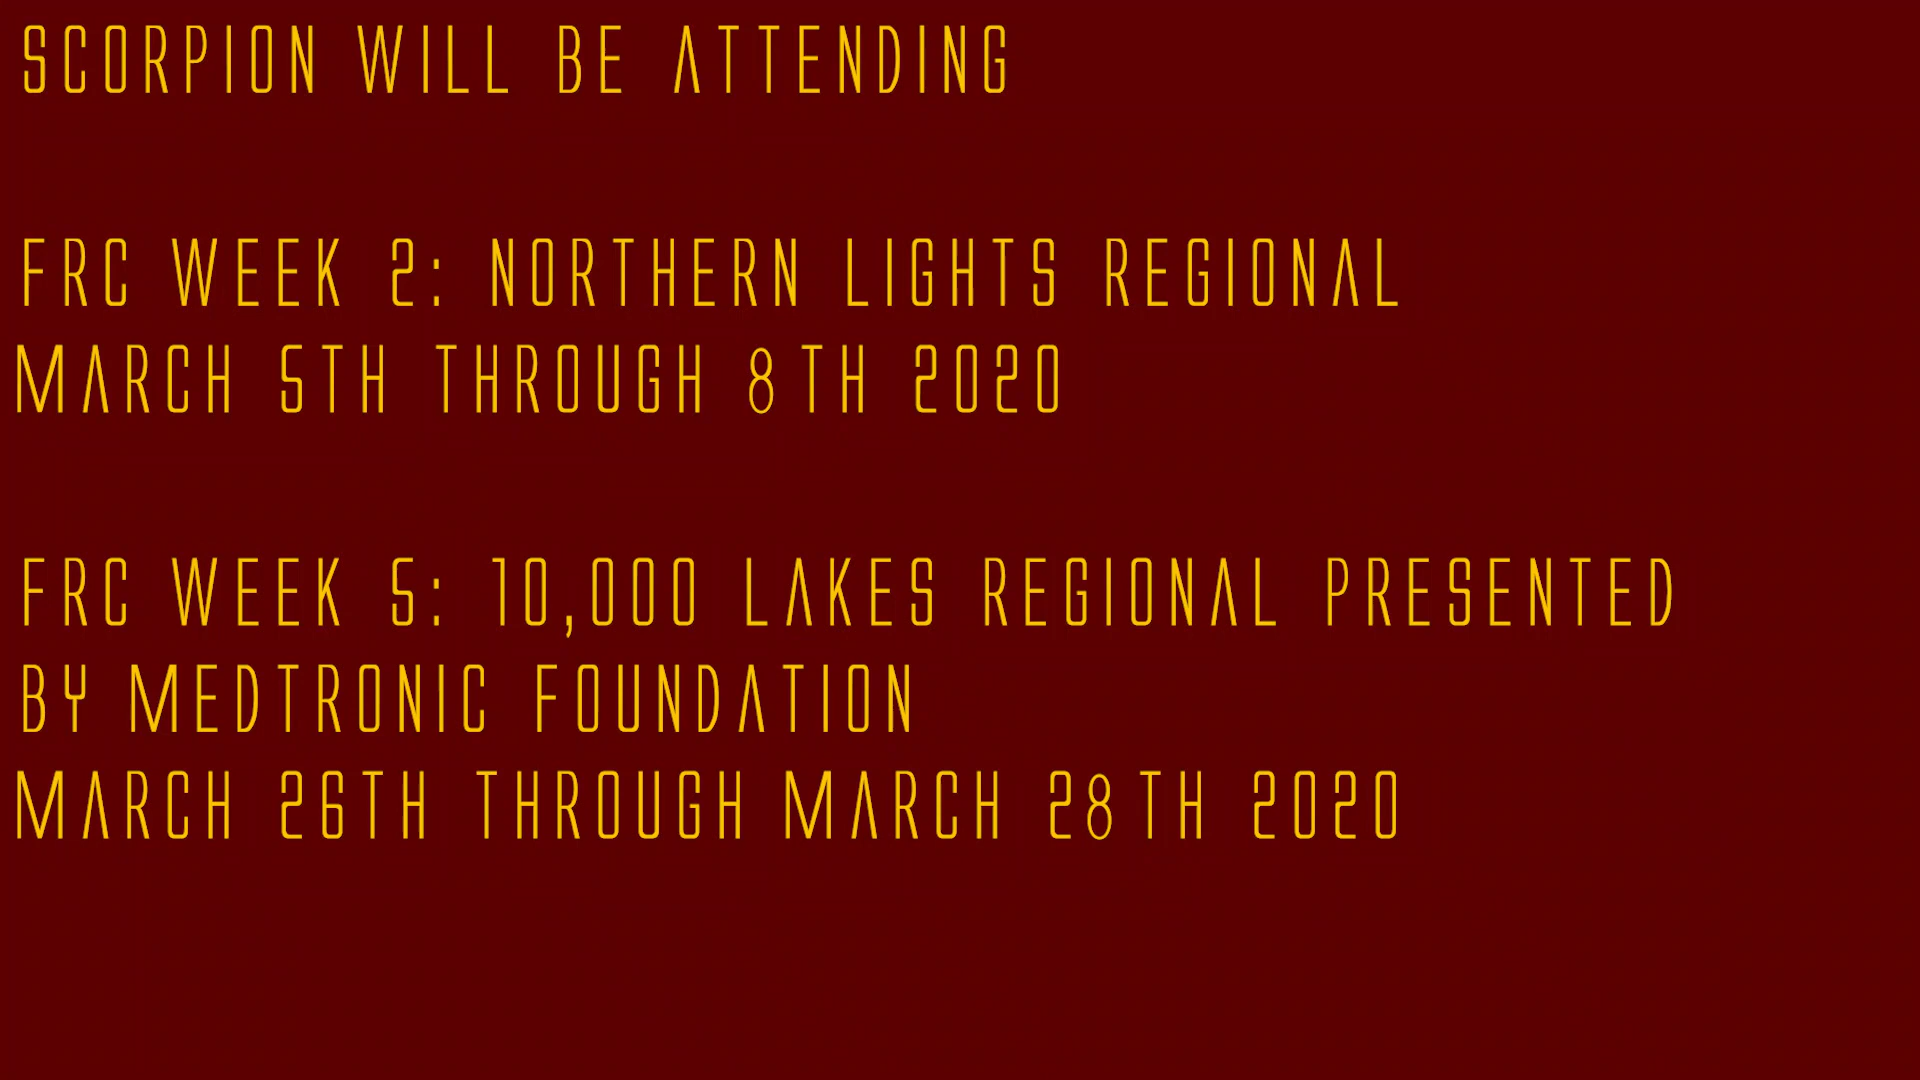 SCORPION WILL BE ATTENDING
FRC WEEK 2: NORTHERN LIGHTS REGIONAL
MARCH 5TH THROUGH 8TH 2020
FRC WEEK 5: 10,000 LAKES REGIONAL PRESENTED
BY MEDTRONIC FOUNDATION
MARCH 26TH THROUGH MARCH 28TH 2020